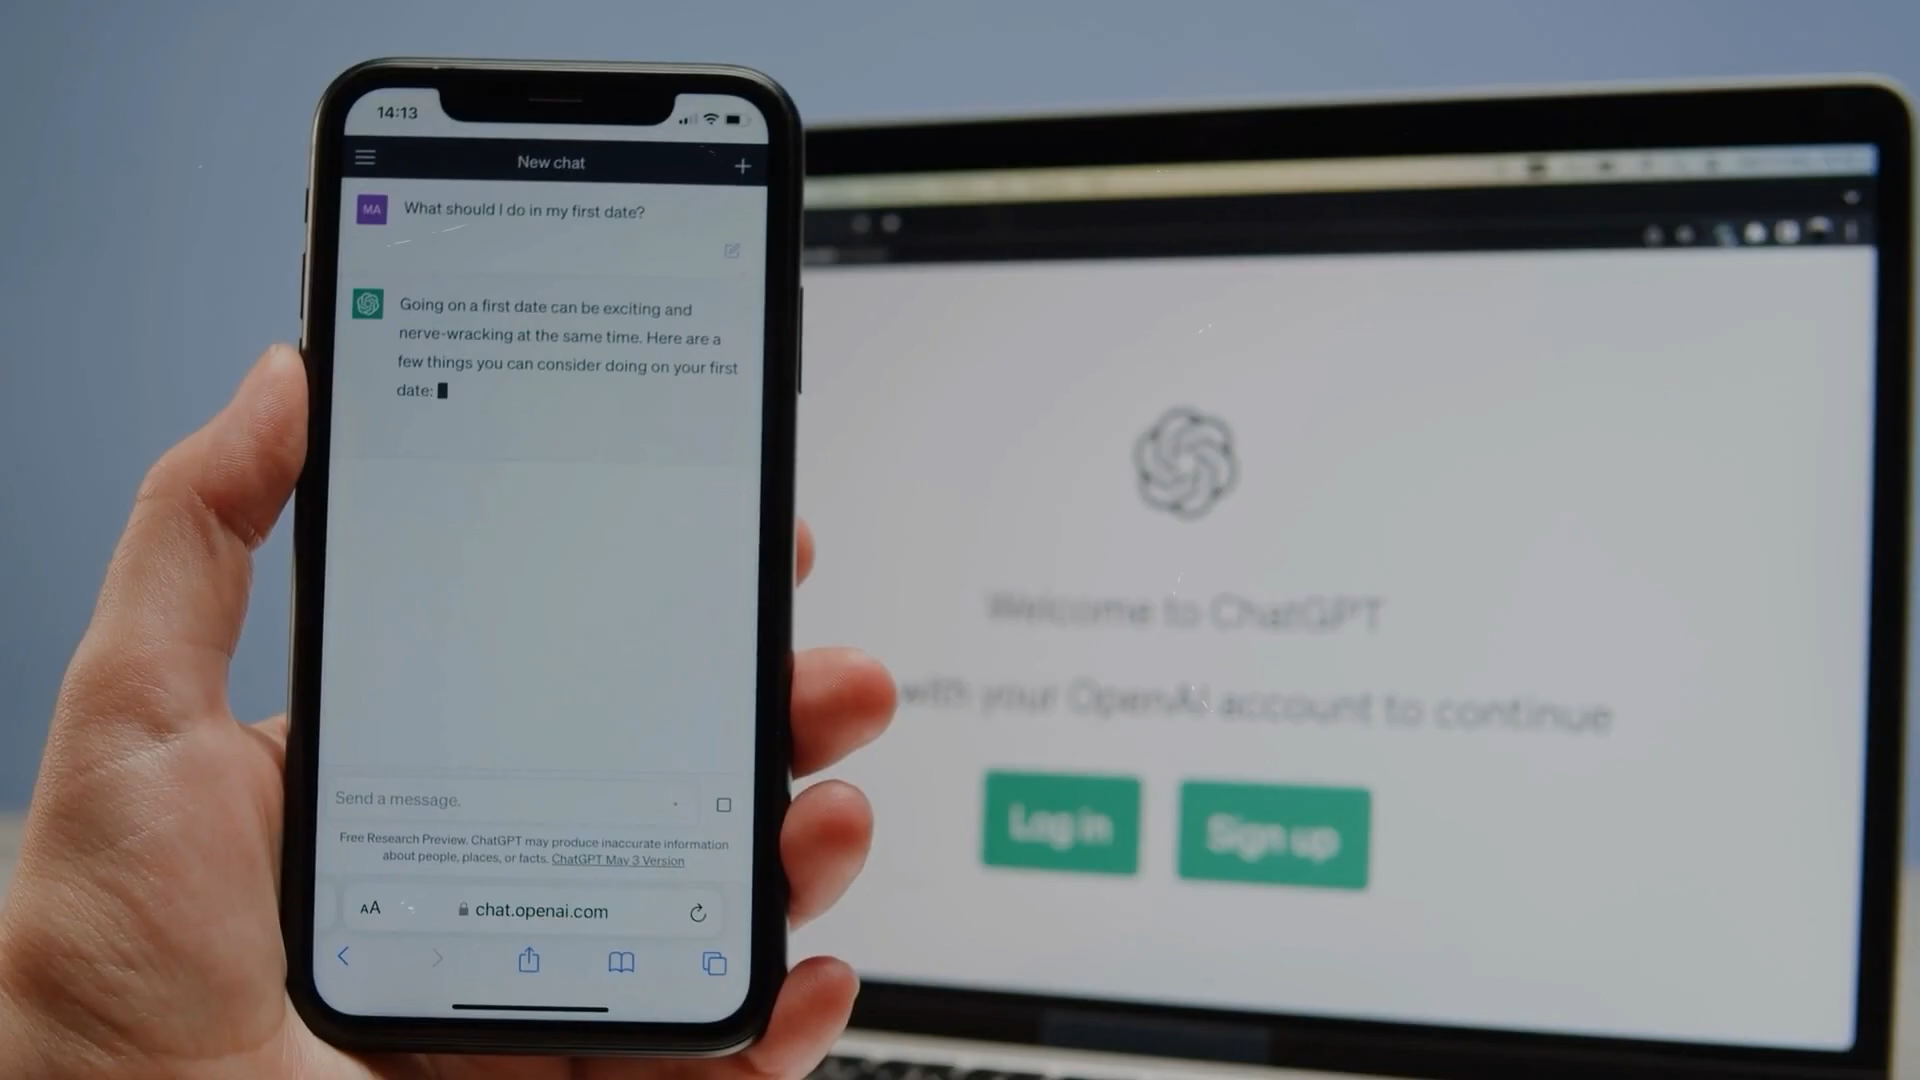 14:13
New chat
MA
What should I do in my first date?
Going on a first date can be exciting and
nerve-wracking at the same time. Here are a
few things you can consider doing on your first
date:
Send a message.
Free Research Preview. ChatGPT may produce inaccurate information
about people, places, or facts. ChatGPT May 3 Version
AA
chat.openai.com
Welcome to ChatGPT
with your OpenAI account to continue
Log in
Sign up